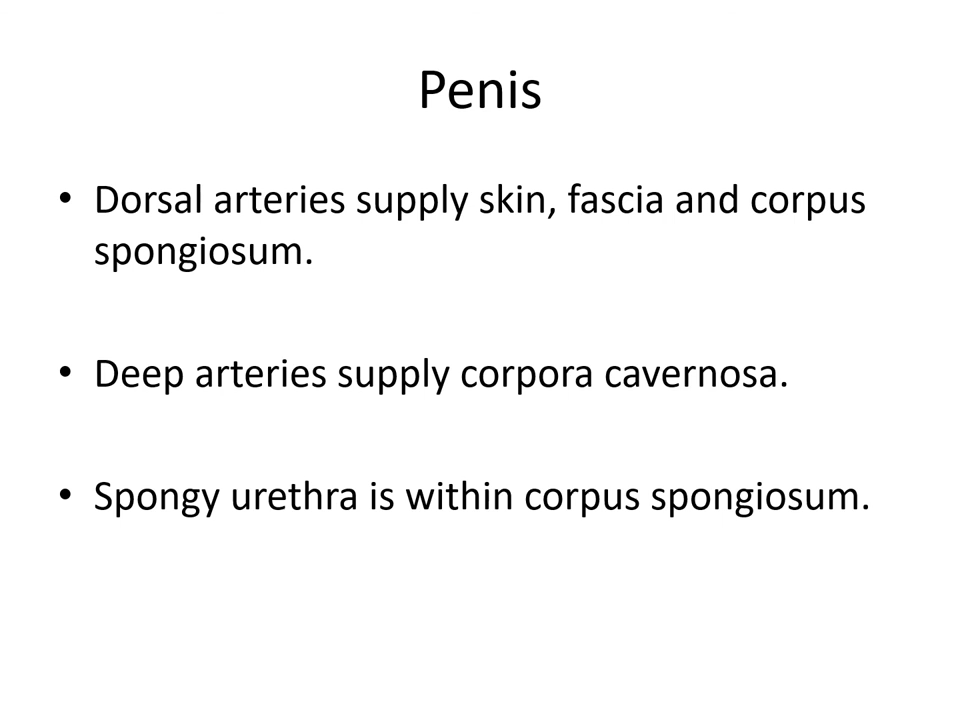 Penis
• Dorsal arteries supply skin, fascia and corpus
spongiosum.
• Deep arteries supply corpora cavernosa.
• Spongy urethra is within corpus spongiosum.